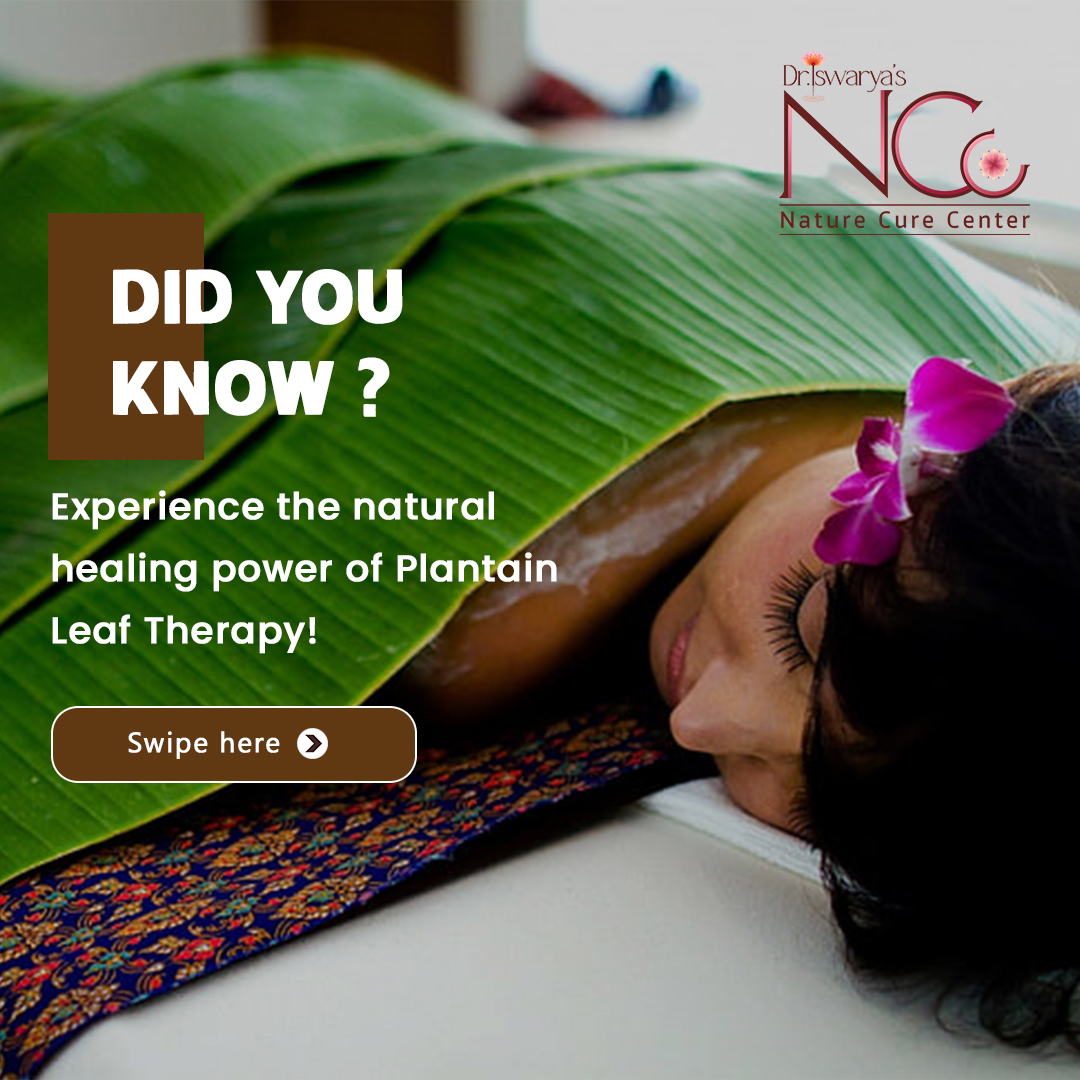 Dr.Iswarya's
NCC
Nature Cure Center
DID YOU
KNOW ?
Experience the natural
healing power of Plantain
Leaf Therapy!
Swipe here